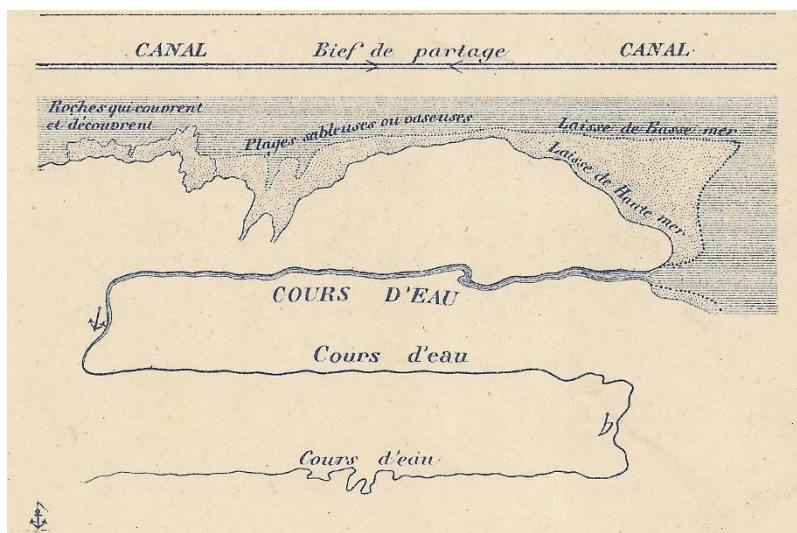 CANAL Bief de partage CANAL
Roches qui couvrent
et découvrent
Plages sableuses ou vaseuses
Laisse de Basse mer
Laisse de Haute mer
COURS D'EAU
Cours d'eau
Cours d'eau